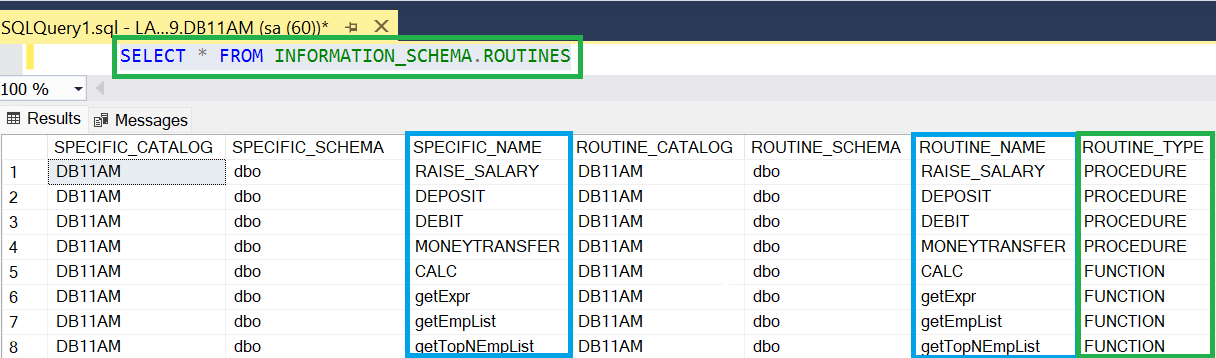 SQLQuery1.sql - LA...9.DB11AM (sa (60))*
SELECT * FROM INFORMATION_SCHEMA.ROUTINES
100 %
Results Messages
SPECIFIC_CATALOG SPECIFIC_SCHEMA SPECIFIC_NAME ROUTINE_CATALOG ROUTINE_SCHEMA ROUTINE_NAME ROUTINE_TYPE
1 DB11AM dbo RAISE_SALARY DB11AM dbo RAISE_SALARY PROCEDURE
2 DB11AM dbo DEPOSIT DB11AM dbo DEPOSIT PROCEDURE
3 DB11AM dbo DEBIT DB11AM dbo DEBIT PROCEDURE
4 DB11AM dbo MONEYTRANSFER DB11AM dbo MONEYTRANSFER PROCEDURE
5 DB11AM dbo CALC DB11AM dbo CALC FUNCTION
6 DB11AM dbo getExpr DB11AM dbo getExpr FUNCTION
7 DB11AM dbo getEmpList DB11AM dbo getEmpList FUNCTION
8 DB11AM dbo getTopNEmpList DB11AM dbo getTopNEmpList FUNCTION